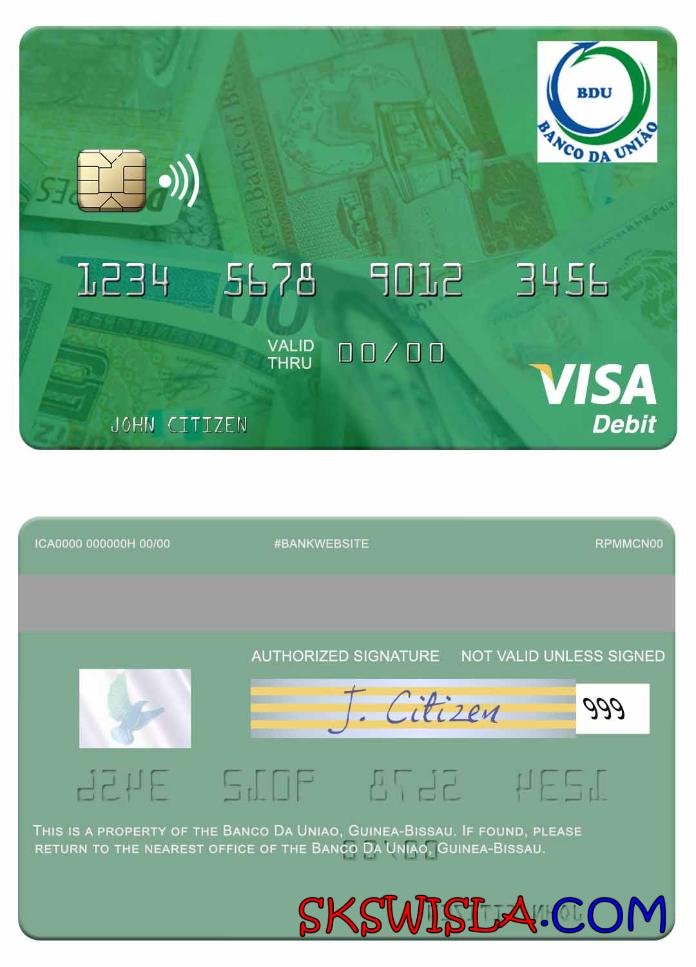 BDU
BANCO DA UNIÃO
1234 5678 9012 3456
VALID
THRU
00/00
VISA
Debit
JOHN CITIZEN
ICA0000 000000H 00/00 #BANKWEBSITE RPMMCN00
AUTHORIZED SIGNATURE NOT VALID UNLESS SIGNED
J. Citizen
999
THIS IS A PROPERTY OF THE BANCO DA UNIAO, GUINEA-BISSAU. IF FOUND, PLEASE
RETURN TO THE NEAREST OFFICE OF THE BANCO DA UNIAO, GUINEA-BISSAU.
SKSWISLA.COM